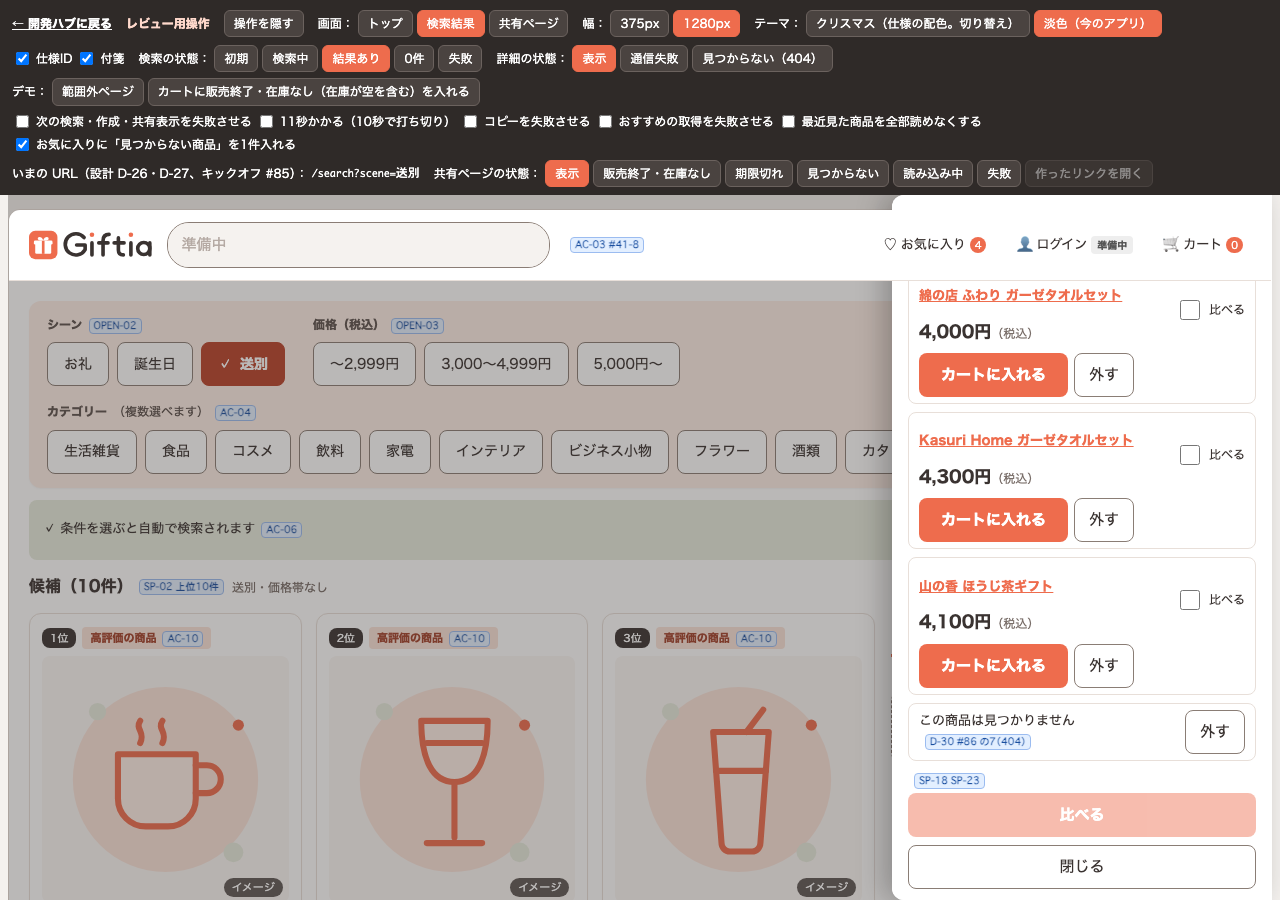 ← 開発ハブに戻る レビュー用操作 操作を隠す 画面： トップ 検索結果 共有ページ 幅： 375px 1280px テーマ： クリスマス（仕様の配色。切り替え） 淡色（今のアプリ）
仕様ID 付箋 検索の状態： 初期 検索中 結果あり 0件 失敗 詳細の状態： 表示 通信失敗 見つからない（404）
デモ： 範囲外ページ カートに販売終了・在庫なし（在庫が空を含む）を入れる
次の検索・作成・共有表示を失敗させる 11秒かかる（10秒で打ち切り） コピーを失敗させる おすすめの取得を失敗させる 最近見た商品を全部読めなくする
お気に入りに「見つからない商品」を1件入れる
いまの URL（設計 D-26・D-27、キックオフ #85）： /search?scene=送別 共有ページの状態： 表示 販売終了・在庫なし 期限切れ 見つからない 読み込み中 失敗 作ったリンクを開く
Giftia 準備中 AC-03 #41-8 ♡ お気に入り 4 ログイン 準備中 カート 0
シーン OPEN-02 価格（税込） OPEN-03
お礼 誕生日 ✓ 送別 〜2,999円 3,000〜4,999円 5,000円〜
カテゴリー （複数選べます） AC-04
生活雑貨 食品 コスメ 飲料 家電 インテリア ビジネス小物 フラワー 酒類 カタ
✓ 条件を選ぶと自動で検索されます AC-06
候補（10件） SP-02 上位10件 送別・価格帯なし
1位 高評価の商品 AC-10 2位 高評価の商品 AC-10 3位 高評価の商品 AC-10
イメージ イメージ イメージ
綿の店 ふわり ガーゼタオルセット
比べる
4,000円（税込）
カートに入れる 外す
Kasuri Home ガーゼタオルセット
比べる
4,300円（税込）
カートに入れる 外す
山の香 ほうじ茶ギフト
比べる
4,100円（税込）
カートに入れる 外す
この商品は見つかりません
D-30 #86 の7(404) 外す
SP-18 SP-23
比べる
閉じる